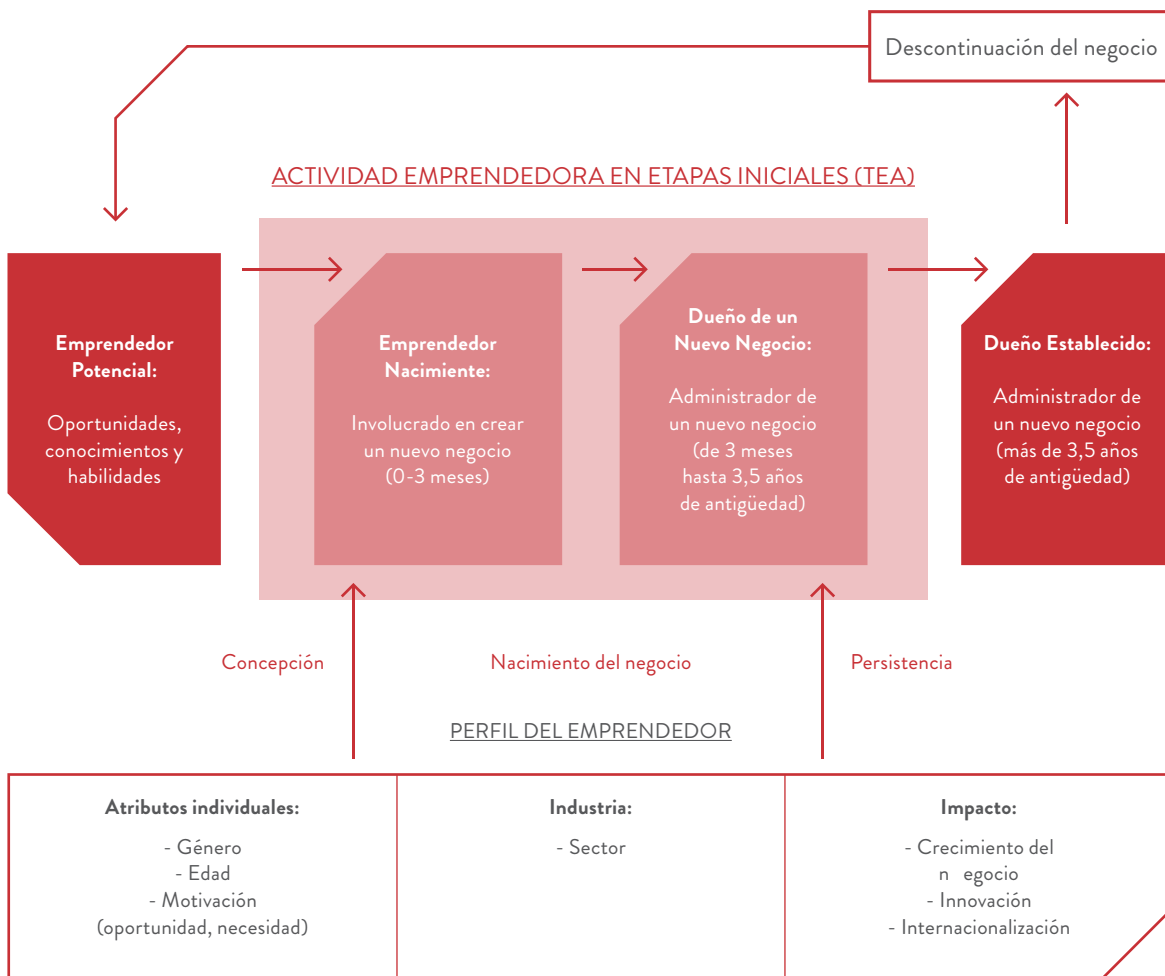 Descontinuación del negocio
ACTIVIDAD EMPRENDEDORA EN ETAPAS INICIALES (TEA)
Emprendedor
Potencial:
Oportunidades,
conocimientos y
habilidades
Emprendedor
Nacimiente:
Involucrado en crear
un nuevo negocio
(0-3 meses)
Dueño de un
Nuevo Negocio:
Administrador de
un nuevo negocio
(de 3 meses
hasta 3,5 años
de antigüedad)
Dueño Establecido:
Administrador de
un nuevo negocio
(más de 3,5 años
de antigüedad)
Concepción
Nacimiento del negocio
Persistencia
PERFIL DEL EMPRENDEDOR
Atributos individuales:
- Género
- Edad
- Motivación
(oportunidad, necesidad)
Industria:
- Sector
Impacto:
- Crecimiento del
n egocio
- Innovación
- Internacionalización